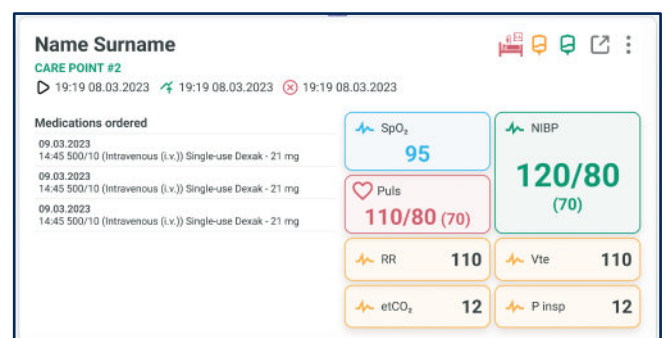 Name Surname
CARE POINT #2
19:19 08.03.2023 19:19 08.03.2023 19:19 08.03.2023
Medications ordered
09.03.2023
14:45 500/10 (Intravenous (i.v.)) Single-use Dexak - 21 mg
09.03.2023
14:45 500/10 (Intravenous (i.v.)) Single-use Dexak - 21 mg
09.03.2023
14:45 500/10 (Intravenous (i.v.)) Single-use Dexak - 21 mg
SpO₂
95
NIBP
120/80
(70)
Puls
110/80 (70)
RR 110
Vte 110
etCO₂ 12
P insp 12